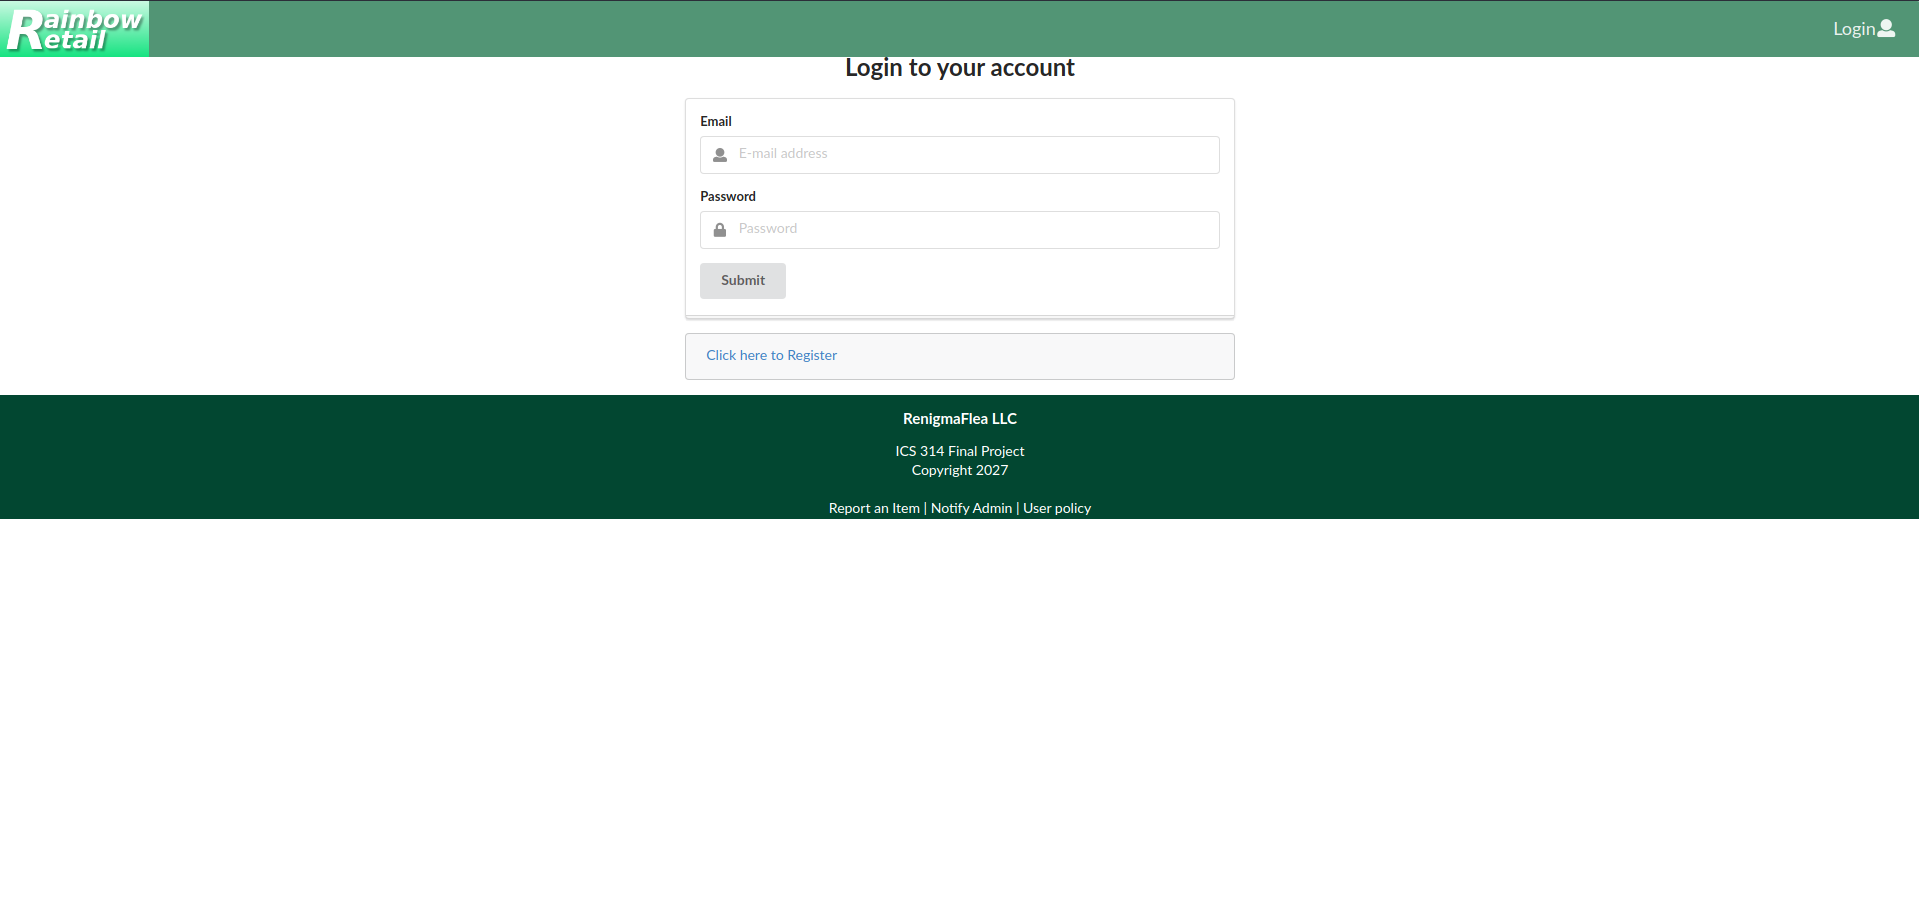 Rainbow
Retail
Login
Login to your account
Email
E-mail address
Password
Password
Submit
Click here to Register
RenigmaFlea LLC
ICS 314 Final Project
Copyright 2027
Report an Item | Notify Admin | User policy